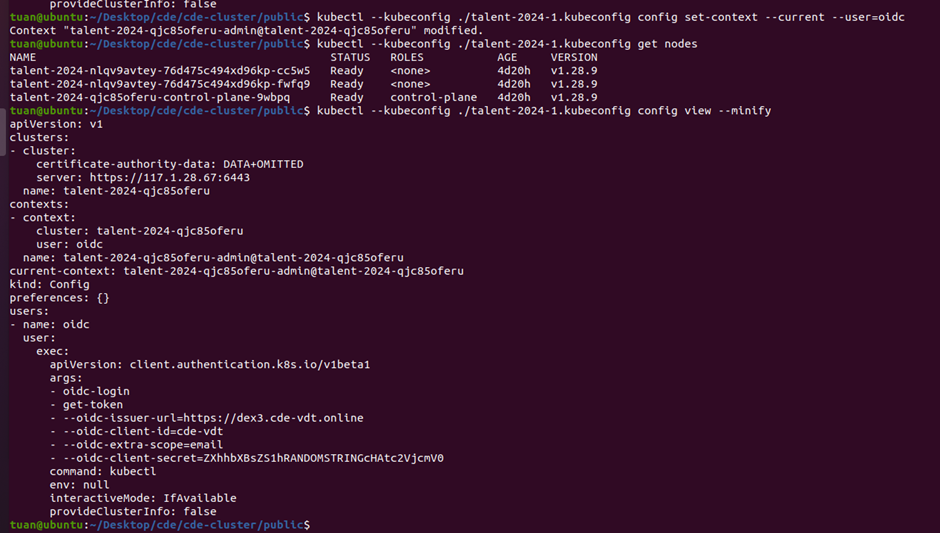 provideClusterInfo: false
tuan@ubuntu:~/Desktop/cde/cde-cluster/public$ kubectl --kubeconfig ./talent-2024-1.kubeconfig config set-context --current --user=oidc
Context "talent-2024-qjc85oferu-admin@talent-2024-qjc85oferu" modified.
tuan@ubuntu:~/Desktop/cde/cde-cluster/public$ kubectl --kubeconfig ./talent-2024-1.kubeconfig get nodes
NAME                                            STATUS   ROLES           AGE     VERSION
talent-2024-nlqv9avtey-76d475c494xd96kp-cc5w5   Ready    <none>          4d20h   v1.28.9
talent-2024-nlqv9avtey-76d475c494xd96kp-fwfq9   Ready    <none>          4d20h   v1.28.9
talent-2024-qjc85oferu-control-plane-9wbpq      Ready    control-plane   4d20h   v1.28.9
tuan@ubuntu:~/Desktop/cde/cde-cluster/public$ kubectl --kubeconfig ./talent-2024-1.kubeconfig config view --minify
apiVersion: v1
clusters:
- cluster:
    certificate-authority-data: DATA+OMITTED
    server: https://117.1.28.67:6443
  name: talent-2024-qjc85oferu
contexts:
- context:
    cluster: talent-2024-qjc85oferu
    user: oidc
  name: talent-2024-qjc85oferu-admin@talent-2024-qjc85oferu
current-context: talent-2024-qjc85oferu-admin@talent-2024-qjc85oferu
kind: Config
preferences: {}
users:
- name: oidc
  user:
    exec:
      apiVersion: client.authentication.k8s.io/v1beta1
      args:
      - oidc-login
      - get-token
      - --oidc-issuer-url=https://dex3.cde-vdt.online
      - --oidc-client-id=cde-vdt
      - --oidc-extra-scope=email
      - --oidc-client-secret=ZXhhbXBsZS1hRANDOMSTRINGcHAtc2VjcmV0
      command: kubectl
      env: null
      interactiveMode: IfAvailable
      provideClusterInfo: false
tuan@ubuntu:~/Desktop/cde/cde-cluster/public$